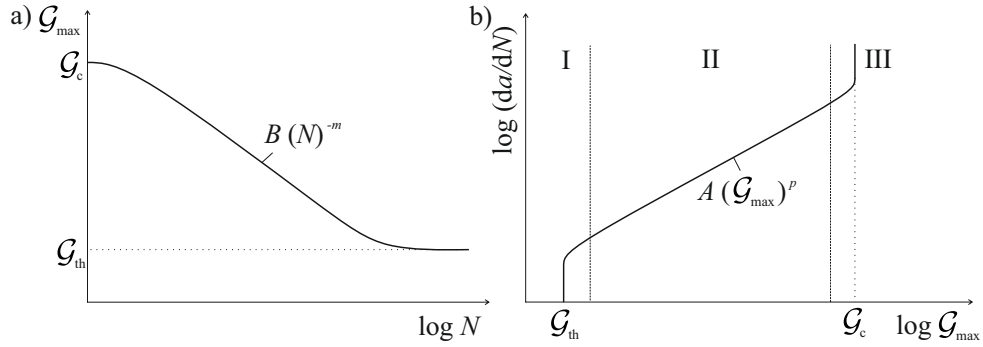 a) 𝒢max
𝒢c
B (N)-m
𝒢th
log N
b)
log (da/dN)
I
II
III
A (𝒢max)p
𝒢th
𝒢c
log 𝒢max